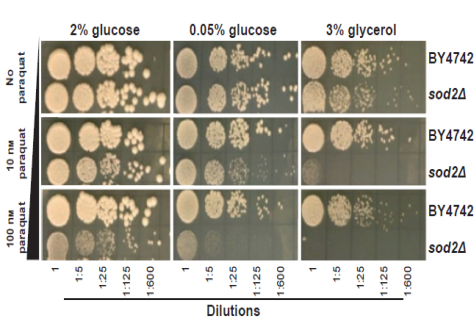 2% glucose 0.05% glucose 3% glycerol
No paraquat
BY4742
sod2Δ
10 nM paraquat
BY4742
sod2Δ
100 nM paraquat
BY4742
sod2Δ
1 1:5 1:25 1:125 1:600 1 1:5 1:25 1:125 1:600 1 1:5 1:25 1:125 1:600
Dilutions